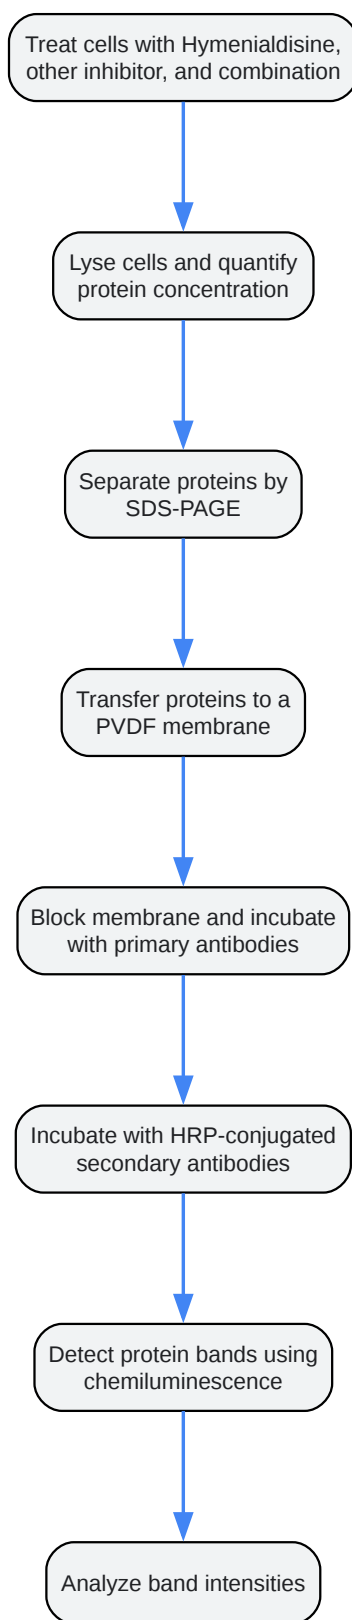 Treat cells with Hymenialdisine,
other inhibitor, and combination
Lyse cells and quantify
protein concentration
Separate proteins by
SDS-PAGE
Transfer proteins to a
PVDF membrane
Block membrane and incubate
with primary antibodies
Incubate with HRP-conjugated
secondary antibodies
Detect protein bands using
chemiluminescence
Analyze band intensities